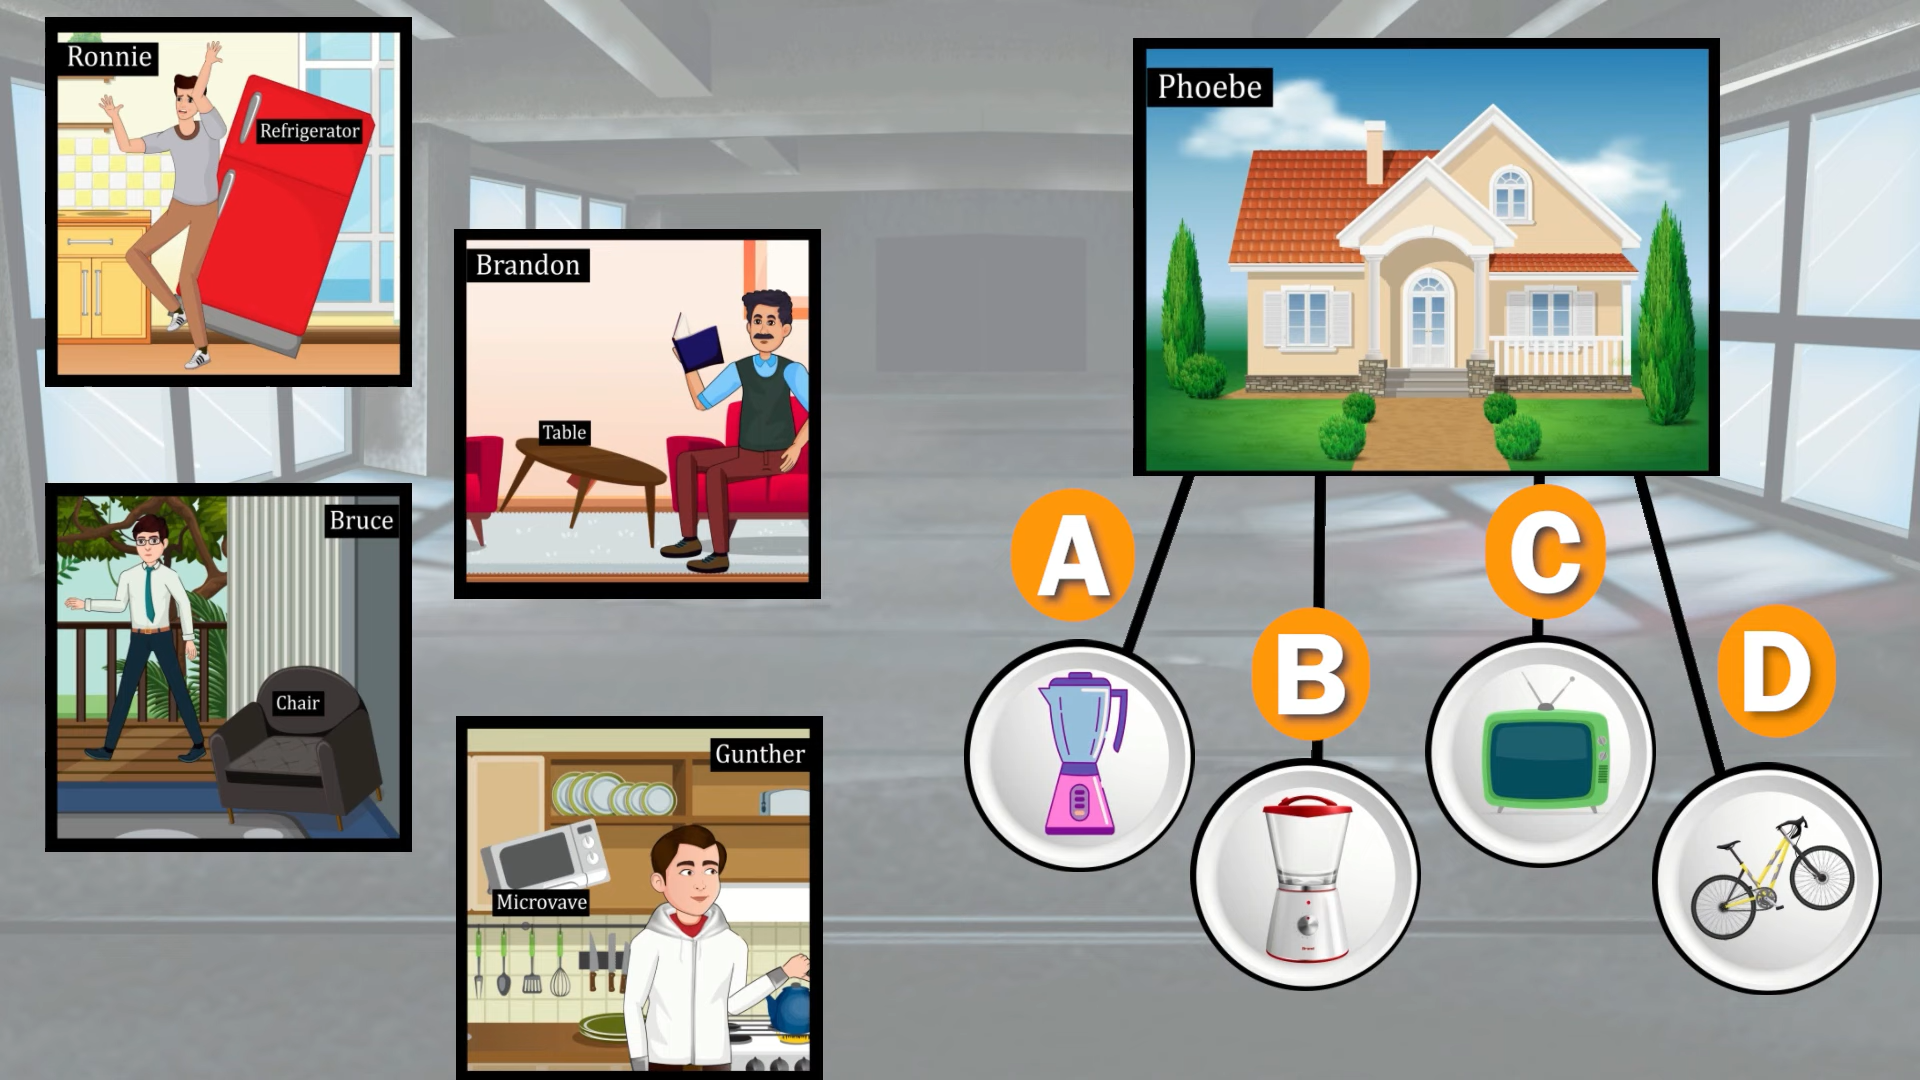 Ronnie
Refrigerator
Brandon
Table
Bruce
Chair
Gunther
Microvave
Phoebe
A
B
C
D